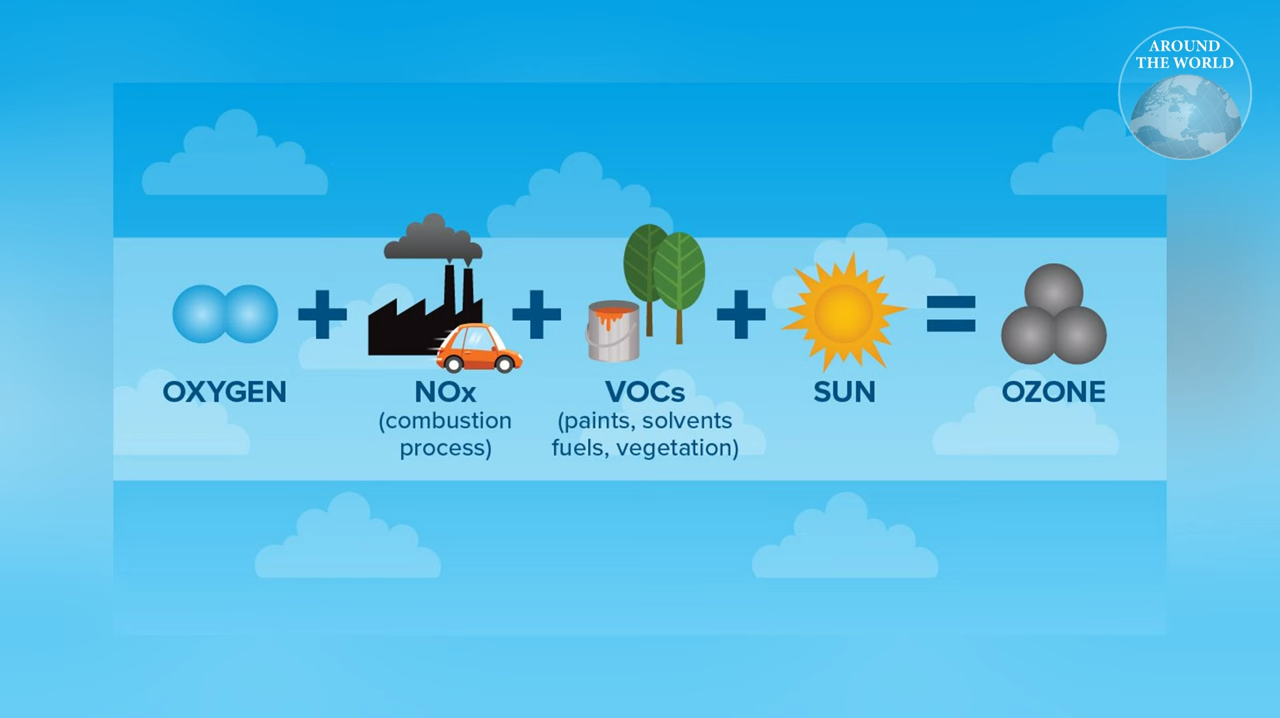 AROUND
THE WORLD
OXYGEN + NOx + VOCs + SUN = OZONE
(combustion process)
(paints, solvents fuels, vegetation)